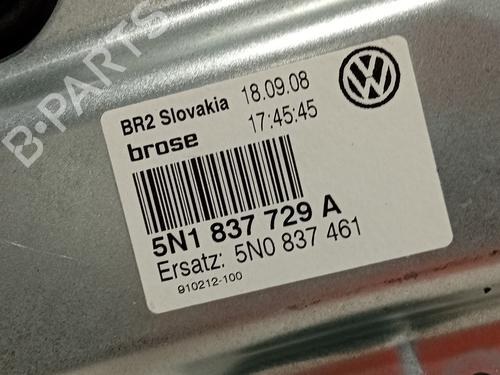 B-PARTS
BR2 Slovakia 18.09.08
brose 17:45:45
VW
5N1 837 729 A
Ersatz: 5N0 837 461
910212-100